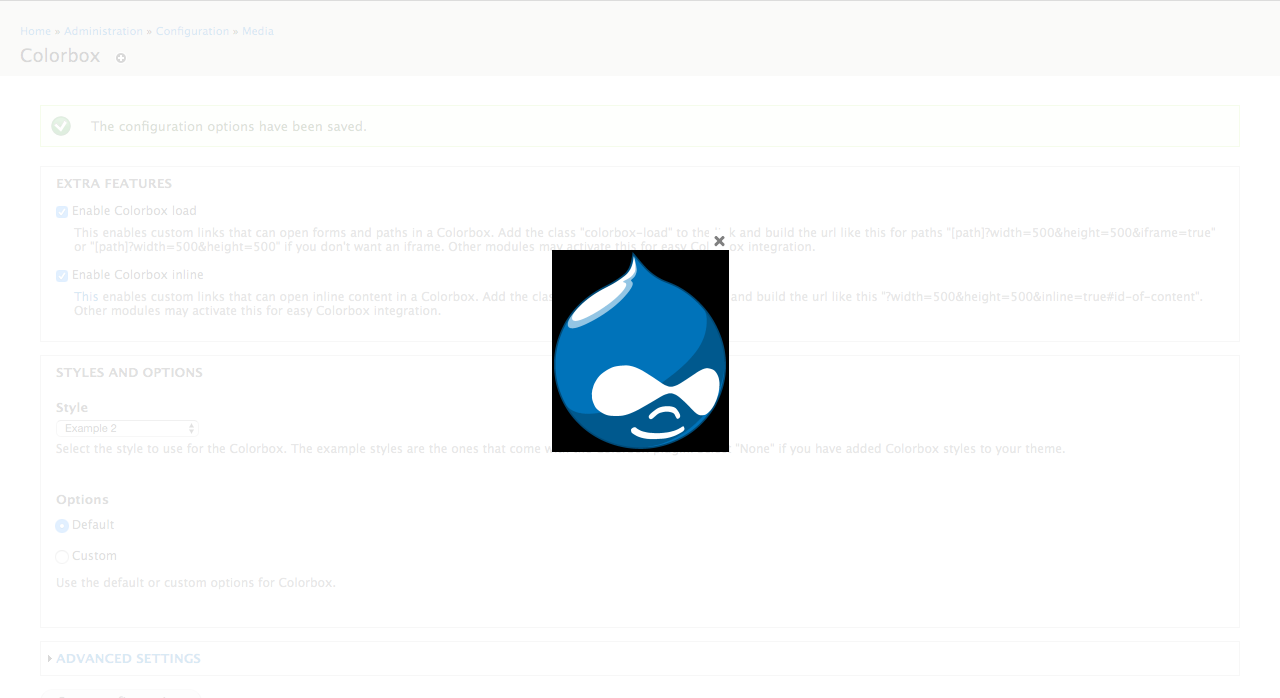 Home » Administration » Configuration » Media
Colorbox
The configuration options have been saved.
EXTRA FEATURES
Enable Colorbox load
This enables custom links that can open forms and paths in a Colorbox. Add the class "colorbox-load" to the link and build the url like this for paths "[path]?width=500&height=500&iframe=true"
or "[path]?width=500&height=500" if you don't want an iframe. Other modules may activate this for easy Colorbox integration.
Enable Colorbox inline
This enables custom links that can open inline content in a Colorbox. Add the class and build the url like this "?width=500&height=500&inline=true#id-of-content".
Other modules may activate this for easy Colorbox integration.
STYLES AND OPTIONS
Style
Example 2
Select the style to use for the Colorbox. The example styles are the ones that come "None" if you have added Colorbox styles to your theme.
Options
Default
Custom
Use the default or custom options for Colorbox.
ADVANCED SETTINGS